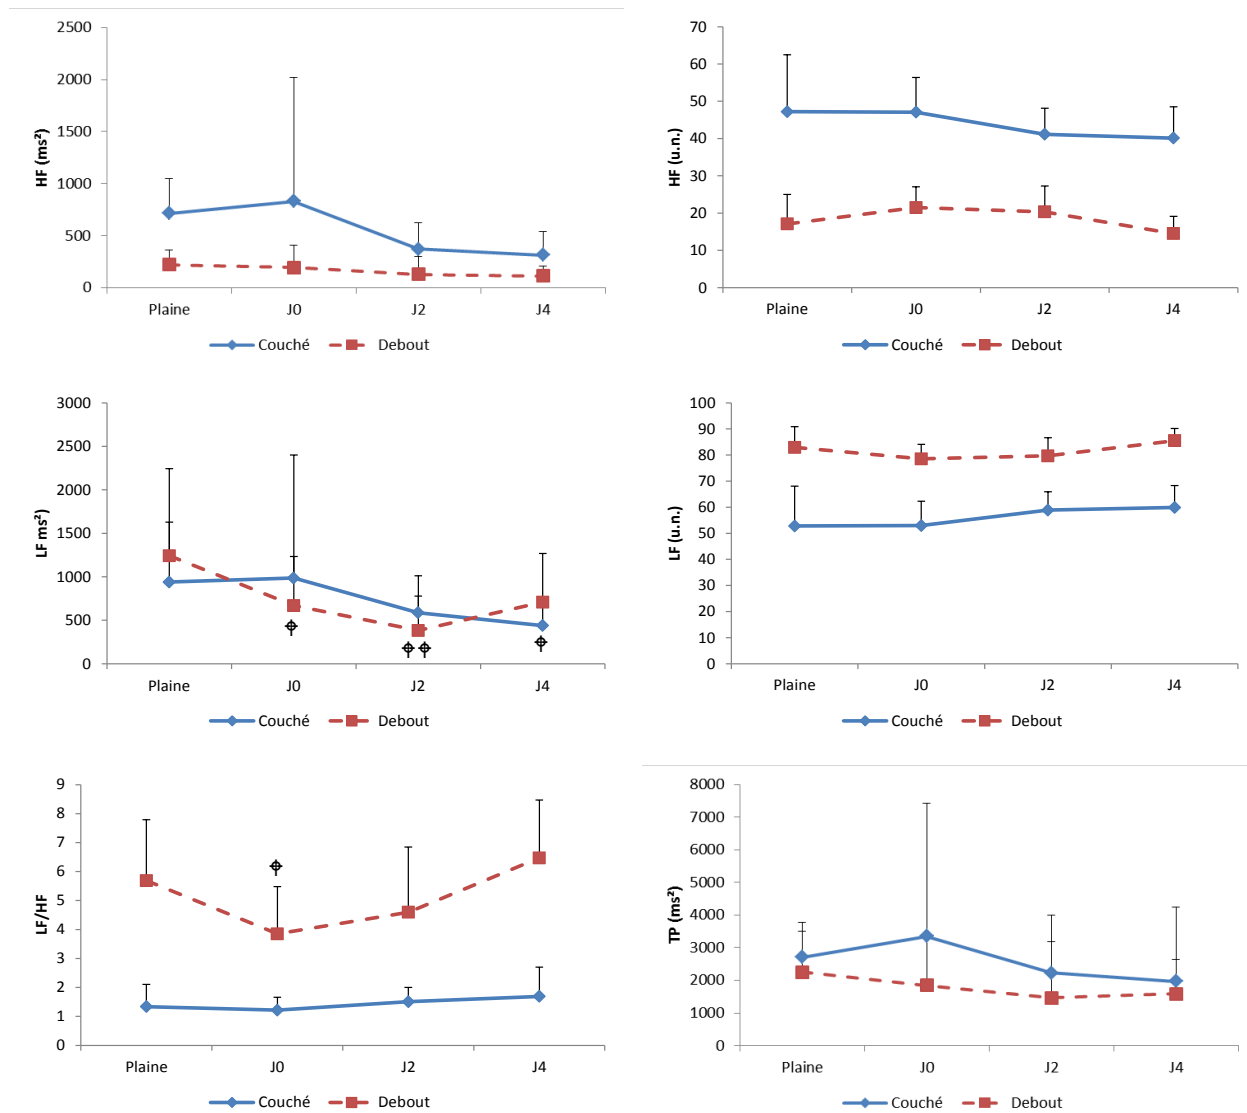 HF (ms²)
2500
2000
1500
1000
500
0
Plaine J0 J2 J4
Couché Debout
HF (u.n.)
70
60
50
40
30
20
10
0
Plaine J0 J2 J4
Couché Debout
LF ms²)
3000
2500
2000
1500
1000
500
0
Plaine J0 J2 J4
Couché Debout
LF (u.n.)
100
90
80
70
60
50
40
30
20
10
0
Plaine J0 J2 J4
Couché Debout
LF/HF
9
8
7
6
5
4
3
2
1
0
Plaine J0 J2 J4
Couché Debout
TP (ms²)
8000
7000
6000
5000
4000
3000
2000
1000
0
Plaine J0 J2 J4
Couché Debout